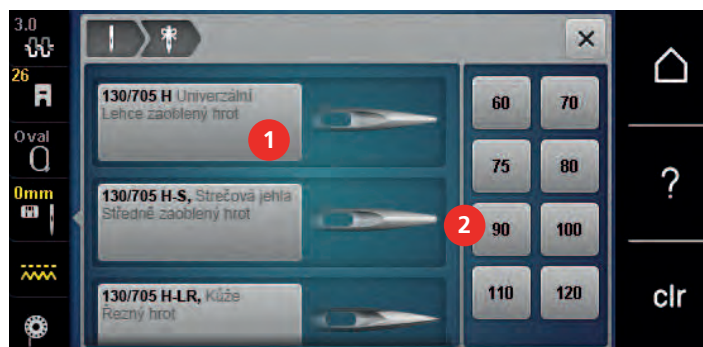 3.0
26
Oval
0mm
130/705 H Univerzální
Lehce zaoblený hrot
1
130/705 H-S, Strečová jehla
Středně zaoblený hrot
2
130/705 H-LR, Kůže
Řezný hrot
60 70
75 80
90 100
110 120
?
clr